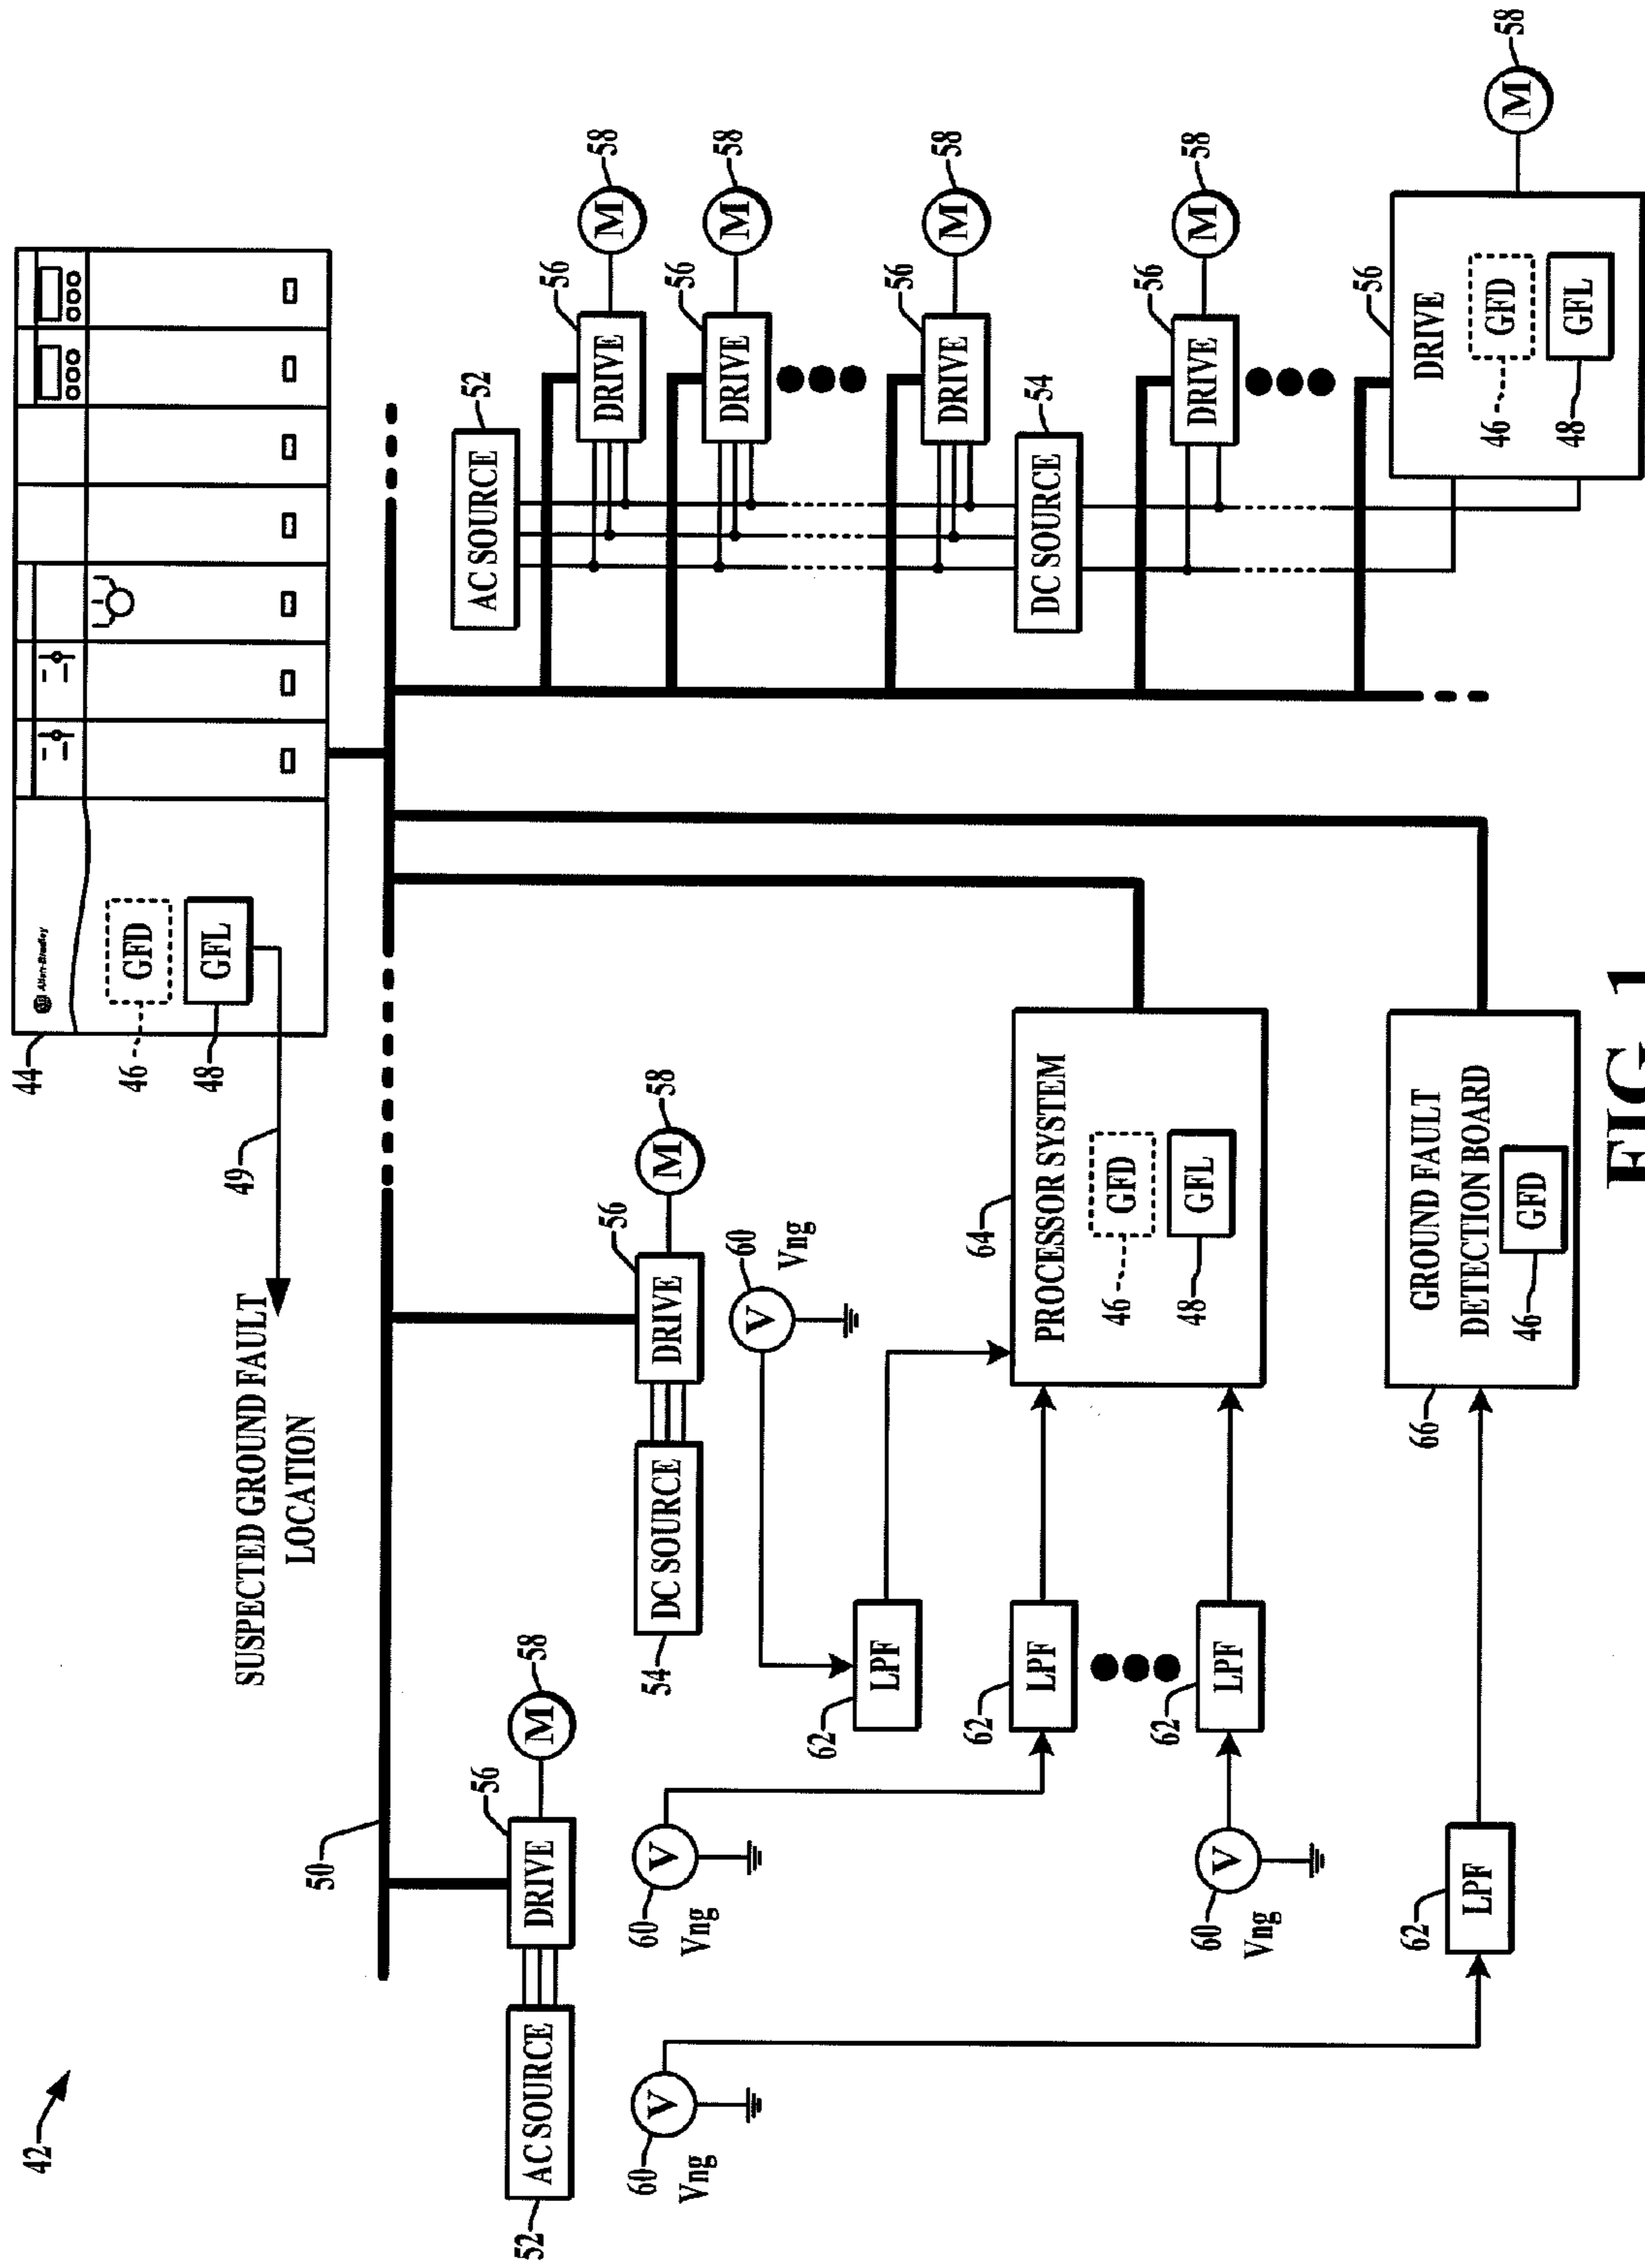 42
44
Allen-Bradley
GFD
46
GFL
48
49
SUSPECTED GROUND FAULT
LOCATION
50
AC SOURCE
52
DRIVE
56
M
58
DC SOURCE
54
DRIVE
56
M
58
AC SOURCE
52
DRIVE
56
M
58
DRIVE
56
M
58
DRIVE
56
M
58
DC SOURCE
54
DRIVE
56
M
58
DRIVE
56
GFD
46
GFL
48
M
58
V
60
Vng
LPF
62
V
60
Vng
LPF
62
V
60
Vng
LPF
62
PROCESSOR SYSTEM
64
GFD
46
GFL
48
V
60
Vng
LPF
62
GROUND FAULT
DETECTION BOARD
66
GFD
46
FIG 1